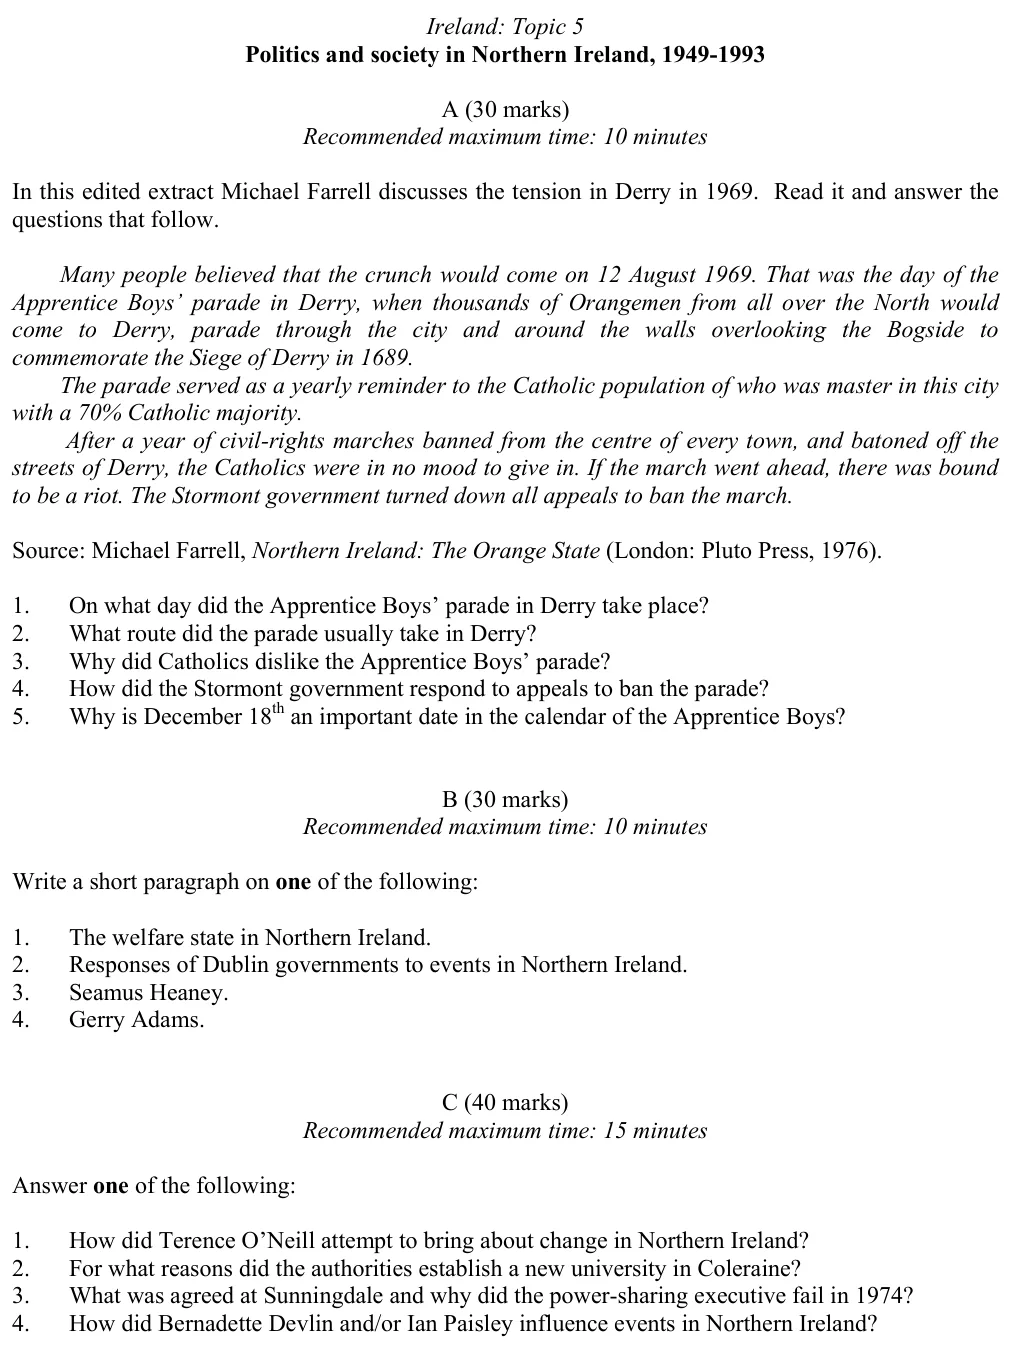 Ireland: Topic 5
Politics and society in Northern Ireland, 1949-1993
A (30 marks)
Recommended maximum time: 10 minutes
In this edited extract Michael Farrell discusses the tension in Derry in 1969.  Read it and answer the
questions that follow.
Many people believed that the crunch would come on 12 August 1969. That was the day of the
Apprentice Boys’ parade in Derry, when thousands of Orangemen from all over the North would
come to Derry, parade through the city and around the walls overlooking the Bogside to
commemorate the Siege of Derry in 1689.
The parade served as a yearly reminder to the Catholic population of who was master in this city
with a 70% Catholic majority.
After a year of civil-rights marches banned from the centre of every town, and batoned off the
streets of Derry, the Catholics were in no mood to give in. If the march went ahead, there was bound
to be a riot. The Stormont government turned down all appeals to ban the march.
Source: Michael Farrell, Northern Ireland: The Orange State (London: Pluto Press, 1976).
1. On what day did the Apprentice Boys’ parade in Derry take place?
2. What route did the parade usually take in Derry?
3. Why did Catholics dislike the Apprentice Boys’ parade?
4. How did the Stormont government respond to appeals to ban the parade?
5. Why is December 18th an important date in the calendar of the Apprentice Boys?
B (30 marks)
Recommended maximum time: 10 minutes
Write a short paragraph on one of the following:
1. The welfare state in Northern Ireland.
2. Responses of Dublin governments to events in Northern Ireland.
3. Seamus Heaney.
4. Gerry Adams.
C (40 marks)
Recommended maximum time: 15 minutes
Answer one of the following:
1. How did Terence O’Neill attempt to bring about change in Northern Ireland?
2. For what reasons did the authorities establish a new university in Coleraine?
3. What was agreed at Sunningdale and why did the power-sharing executive fail in 1974?
4. How did Bernadette Devlin and/or Ian Paisley influence events in Northern Ireland?